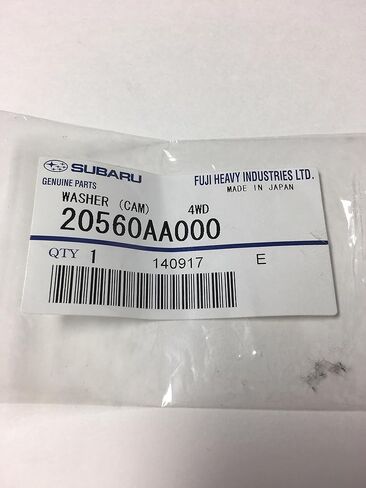 SUBARU
FUJI HEAVY INDUSTRIES LTD.
GENUINE PARTS
MADE IN JAPAN
WASHER (CAM) 4WD
20560AA000
QTY 1 140917 E